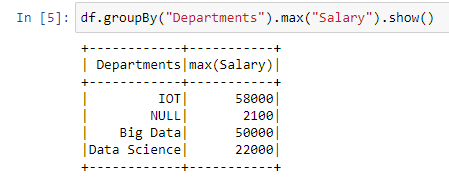 In [5]: df.groupBy("Departments").max("Salary").show()
+------------+-----------+
| Departments|max(Salary)|
+------------+-----------+
|         IOT|      58000|
|        NULL|       2100|
|    Big Data|      50000|
|Data Science|      22000|
+------------+-----------+